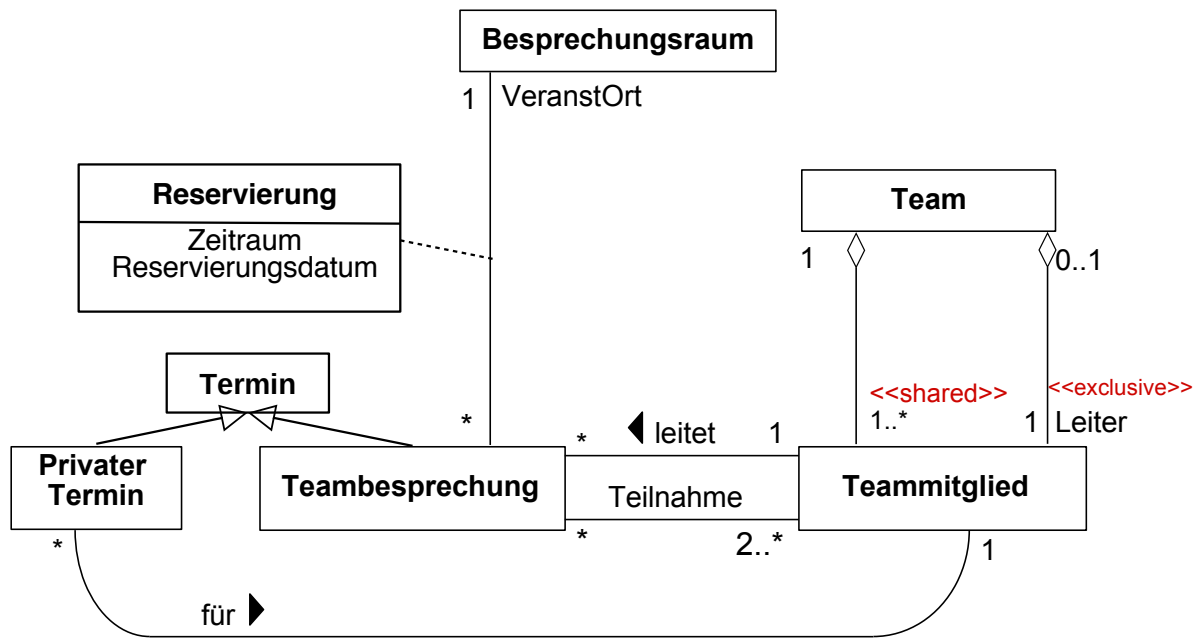 Besprechungsraum
1 VeranstOrt
Reservierung
Zeitraum
Reservierungsdatum
Team
1
0..1
Termin
<<shared>>
<<exclusive>>
*
*
leitet
1
1..*
1 Leiter
Privater
Termin
Teambesprechung
Teilnahme
Teammitglied
*
*
2..*
1
für